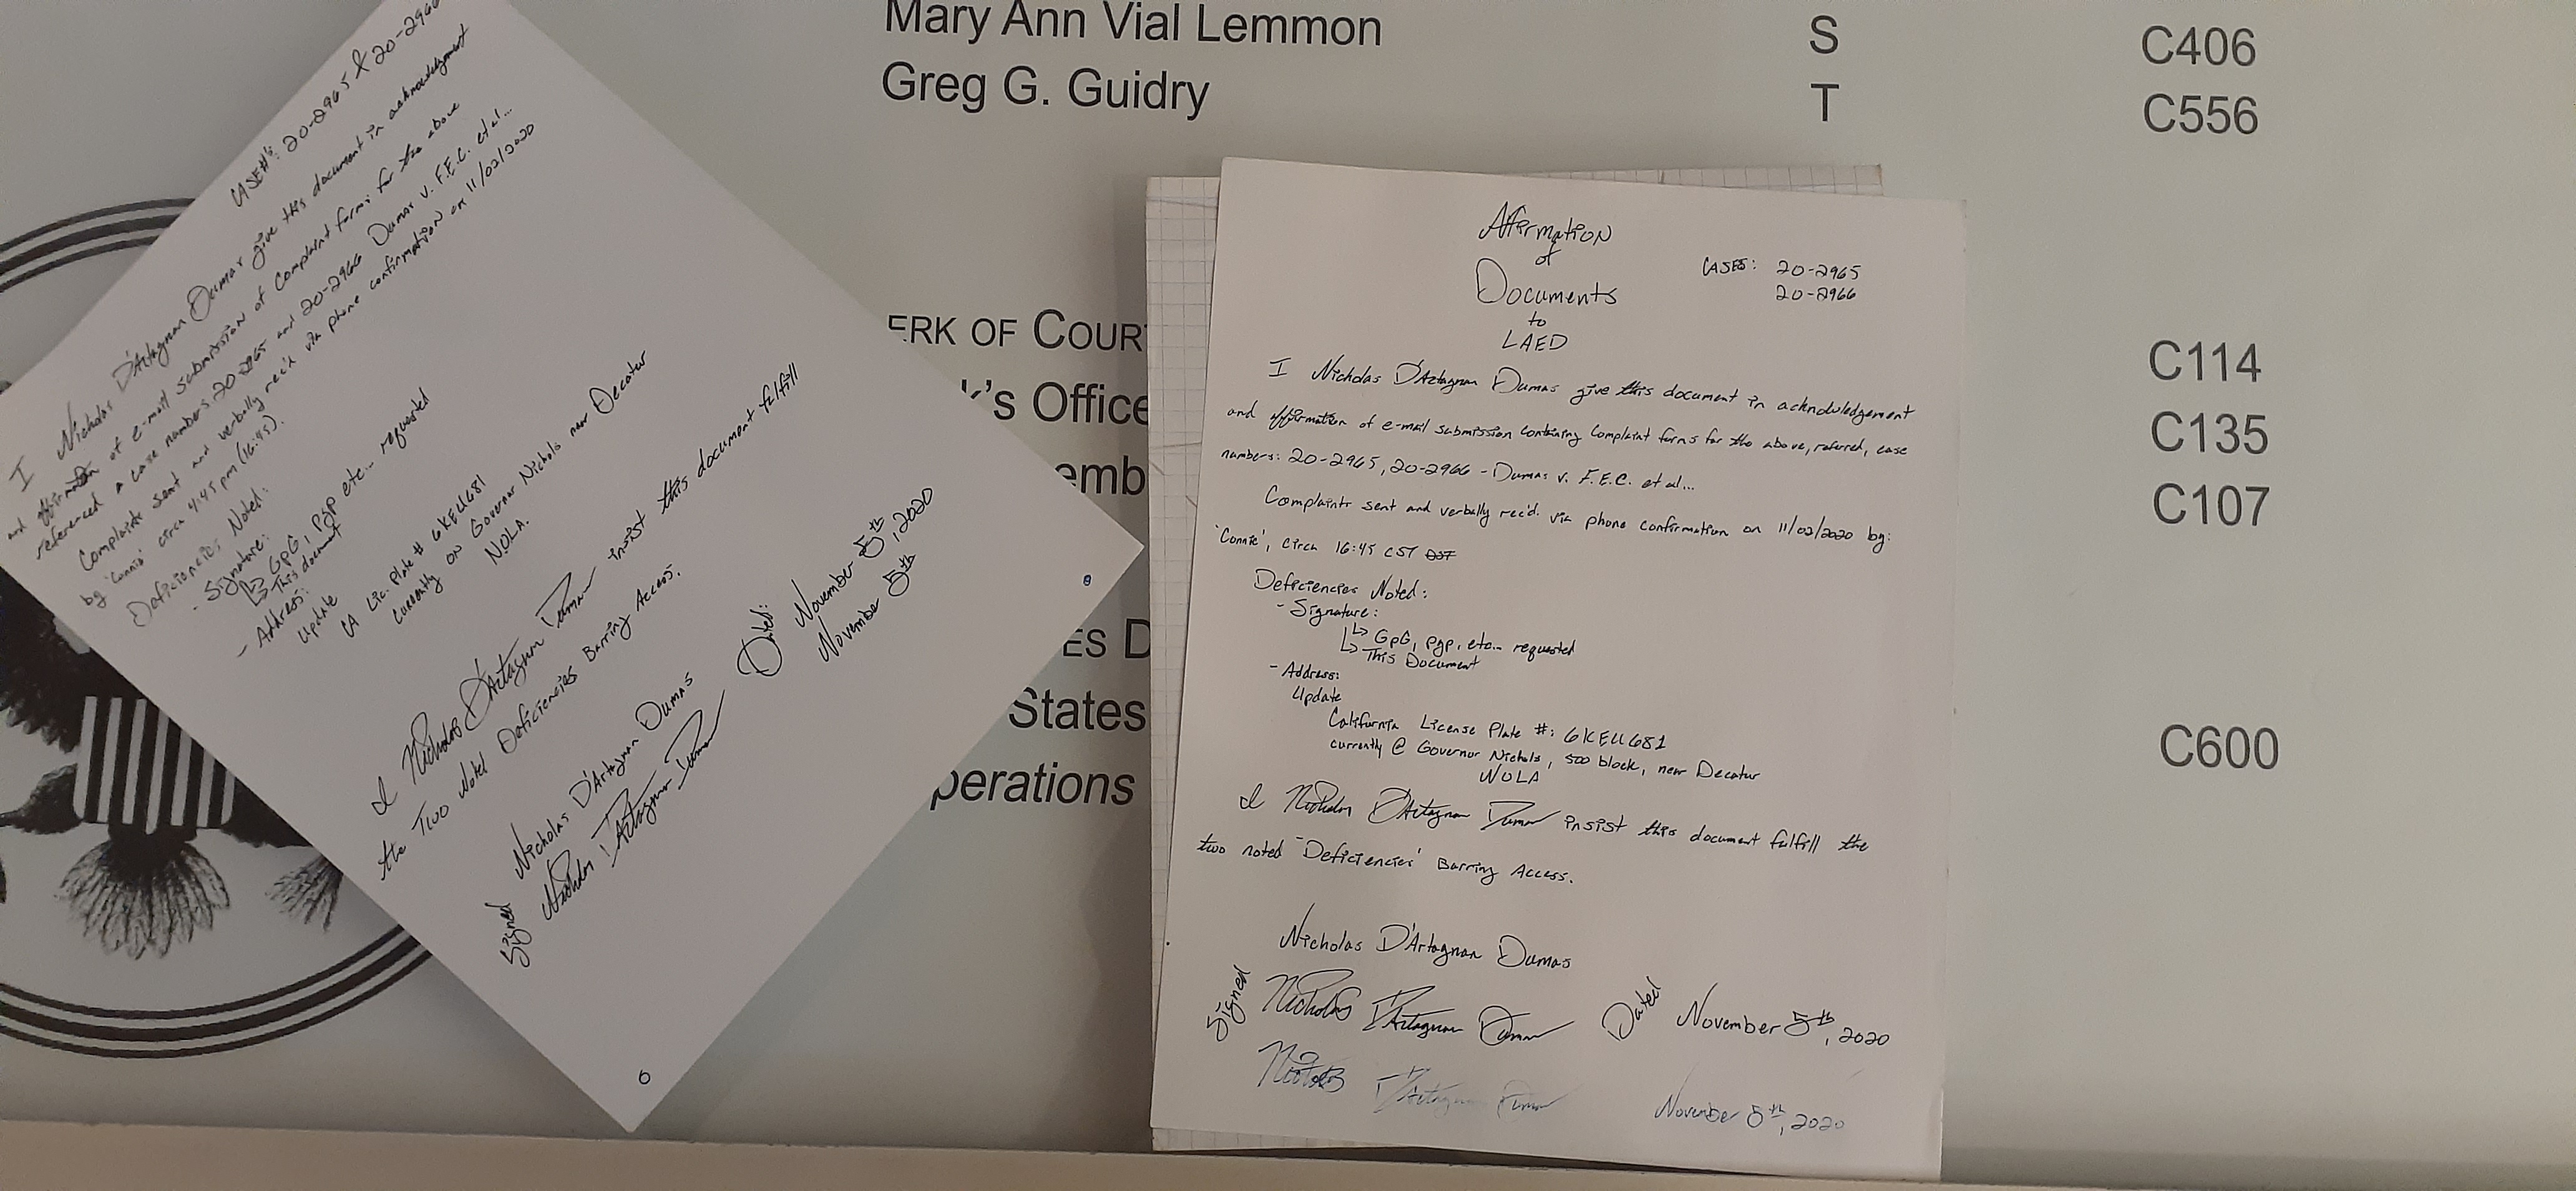 Mary Ann Vial Lemmon S C406
Greg G. Guidry T C556
ERK OF COUR C114
k's Office C135
emb C107
ES D
States C600
perations
CASE#'s: 20-2965 & 20-2966
I Nicholas D'Artagnan Dumas give this document in acknowledgment
and affirmation of e-mail submission of Complaint forms for the above
referenced case numbers 20-2965 and 20-2966 Dumas v. F.E.C. et al...
Complaints sent and verbally rec'd via phone confirmation on 11/02/2020
by 'Connie' circa 4:45 pm (16:45).
Deficiencies Noted:
- Signature:
GpG, pgp etc... requested
This document
- Address:
Update
CA Lic. Plate # 6KEU681
currently on Governor Nichols near Decatur
NOLA.
I Nicholas D'Artagnan Dumas insist this document fulfill
the Two Noted Deficiencies Barring Access.
Nicholas D'Artagnan Dumas Dated: November 5th, 2020
Signed Nicholas D'Artagnan Dumas November 5th
Affirmation
of
Documents
to
LAED
CASES: 20-2965
20-2966
I Nicholas D'Artagnan Dumas give this document in acknowledgement
and affirmation of e-mail submission containing Complaint forms for the above, referred, case
numbers: 20-2965, 20-2966 - Dumas v. F.E.C. et al...
Complaints sent and verbally rec'd. via phone confirmation on 11/02/2020 by:
'Connie', circa 16:45 CST DST
Deficiencies Noted:
- Signature:
GpG, pgp, etc... requested
This Document
- Address:
Update
California License Plate #: 6KEU681
currently @ Governor Nichols, 500 block, near Decatur
NOLA
I Nicholas D'Artagnan Dumas insist this document fulfill the
two noted 'Deficiencies' Barring Access.
Nicholas D'Artagnan Dumas
Signed Nicholas D'Artagnan Dumas Dated November 5th, 2020
Nicholas D'Artagnan Dumas November 5th, 2020